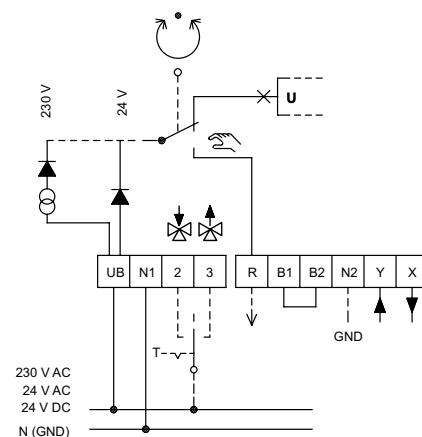 230 V
24 V
U
UB N1 2 3 R B1 B2 N2 Y X
GND
T
230 V AC
24 V AC
24 V DC
N (GND)